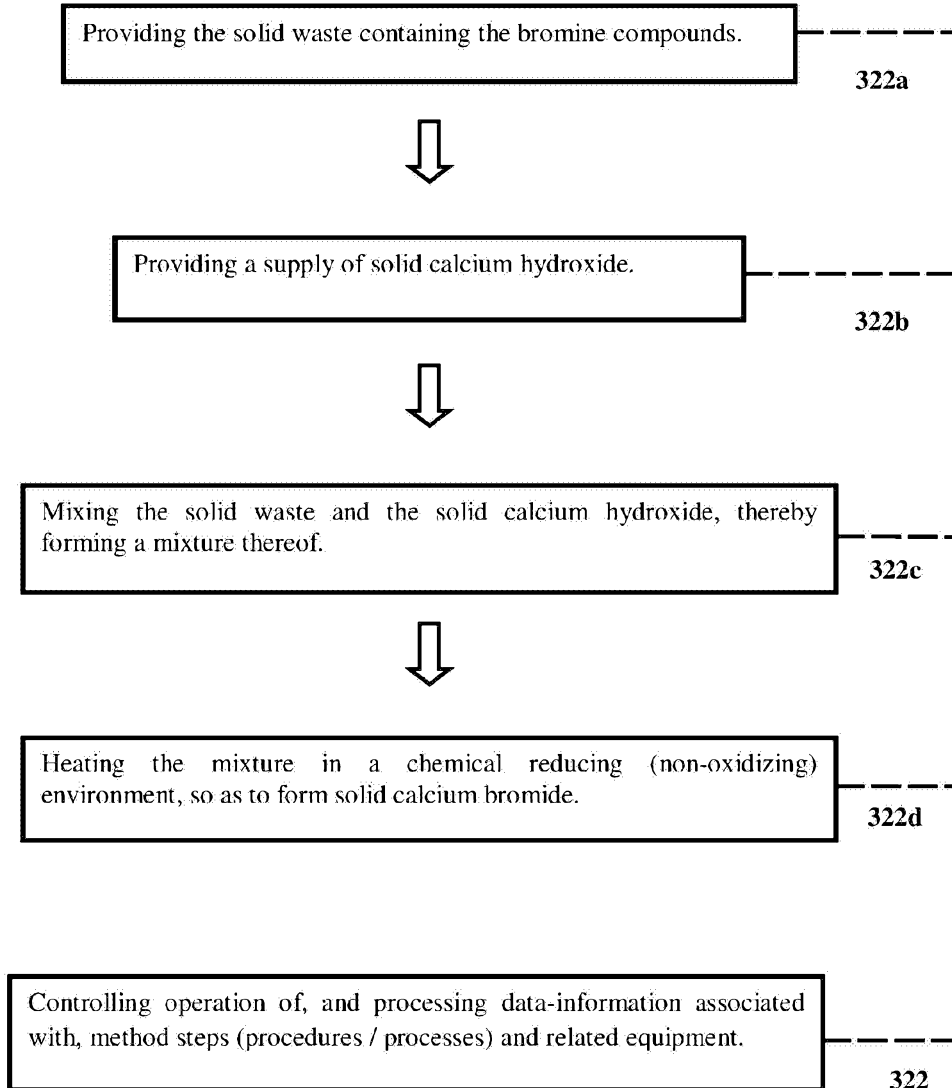 Providing the solid waste containing the bromine compounds.
322a
Providing a supply of solid calcium hydroxide.
322b
Mixing the solid waste and the solid calcium hydroxide, thereby
forming a mixture thereof.
322c
Heating the mixture in a chemical reducing (non-oxidizing)
environment, so as to form solid calcium bromide.
322d
Controlling operation of, and processing data-information associated
with, method steps (procedures / processes) and related equipment.
322